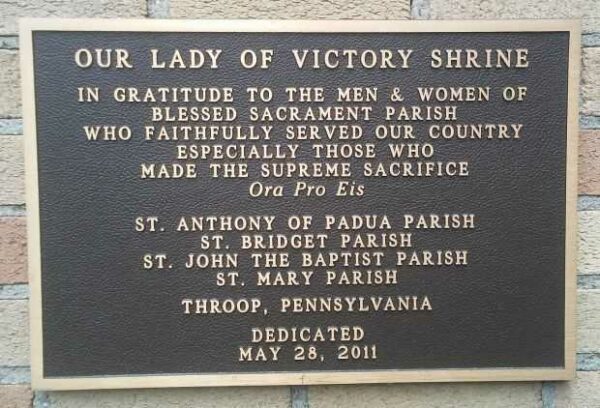 OUR LADY OF VICTORY SHRINE
IN GRATITUDE TO THE MEN & WOMEN OF
BLESSED SACRAMENT PARISH
WHO FAITHFULLY SERVED OUR COUNTRY
ESPECIALLY THOSE WHO
MADE THE SUPREME SACRIFICE
Ora Pro Eis
ST. ANTHONY OF PADUA PARISH
ST. BRIDGET PARISH
ST. JOHN THE BAPTIST PARISH
ST. MARY PARISH
THROOP, PENNSYLVANIA
DEDICATED
MAY 28, 2011